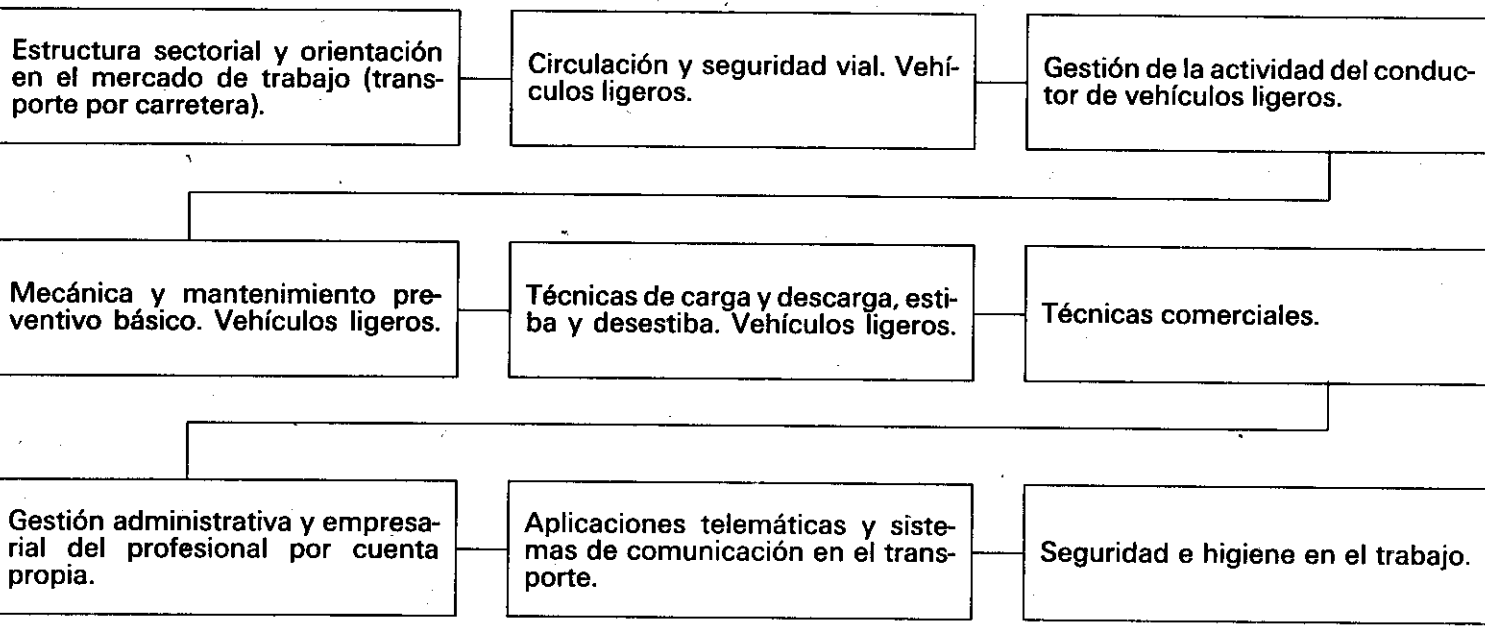 Estructura sectorial y orientación
en el mercado de trabajo (trans-
porte por carretera).
Circulación y seguridad vial. Vehí-
culos ligeros.
Gestión de la actividad del conduc-
tor de vehículos ligeros.
Mecánica y mantenimiento pre-
ventivo básico. Vehículos ligeros.
Técnicas de carga y descarga, esti-
ba y desestiba. Vehículos ligeros.
Técnicas comerciales.
Gestión administrativa y empresa-
rial del profesional por cuenta
propia.
Aplicaciones telemáticas y siste-
mas de comunicación en el trans-
porte.
Seguridad e higiene en el trabajo.